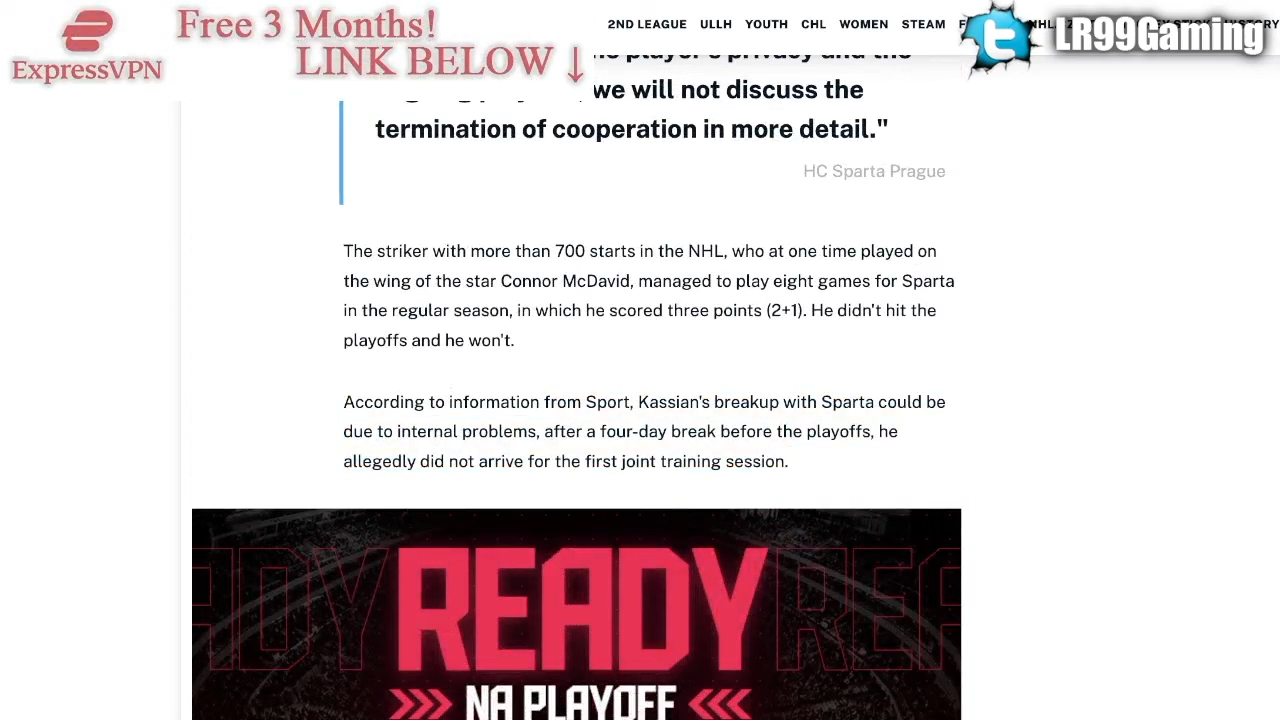 Free 3 Months!
LINK BELOW ↓
ExpressVPN
2ND LEAGUE ULLH YOUTH CHL WOMEN STEAM
LR99Gaming
player's privacy and the
we will not discuss the
termination of cooperation in more detail."
HC Sparta Prague
The striker with more than 700 starts in the NHL, who at one time played on
the wing of the star Connor McDavid, managed to play eight games for Sparta
in the regular season, in which he scored three points (2+1). He didn't hit the
playoffs and he won't.
According to information from Sport, Kassian's breakup with Sparta could be
due to internal problems, after a four-day break before the playoffs, he
allegedly did not arrive for the first joint training session.
READY
NA PLAYOFF